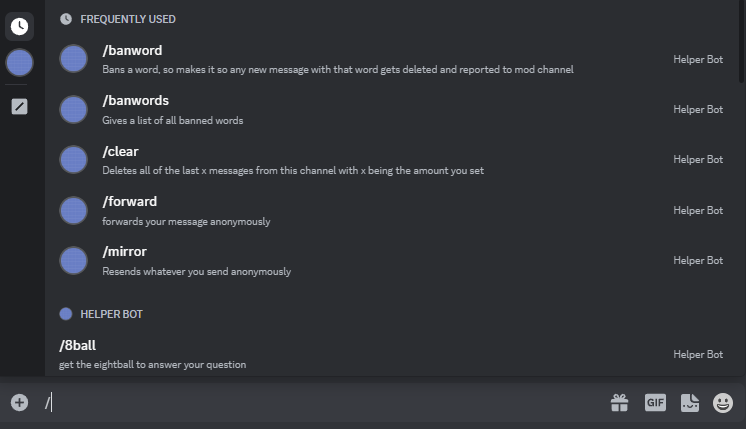 FREQUENTLY USED
/banword
Bans a word, so makes it so any new message with that word gets deleted and reported to mod channel
Helper Bot
/banwords
Gives a list of all banned words
Helper Bot
/clear
Deletes all of the last x messages from this channel with x being the amount you set
Helper Bot
/forward
forwards your message anonymously
Helper Bot
/mirror
Resends whatever you send anonymously
Helper Bot
HELPER BOT
/8ball
get the eightball to answer your question
Helper Bot
/
GIF